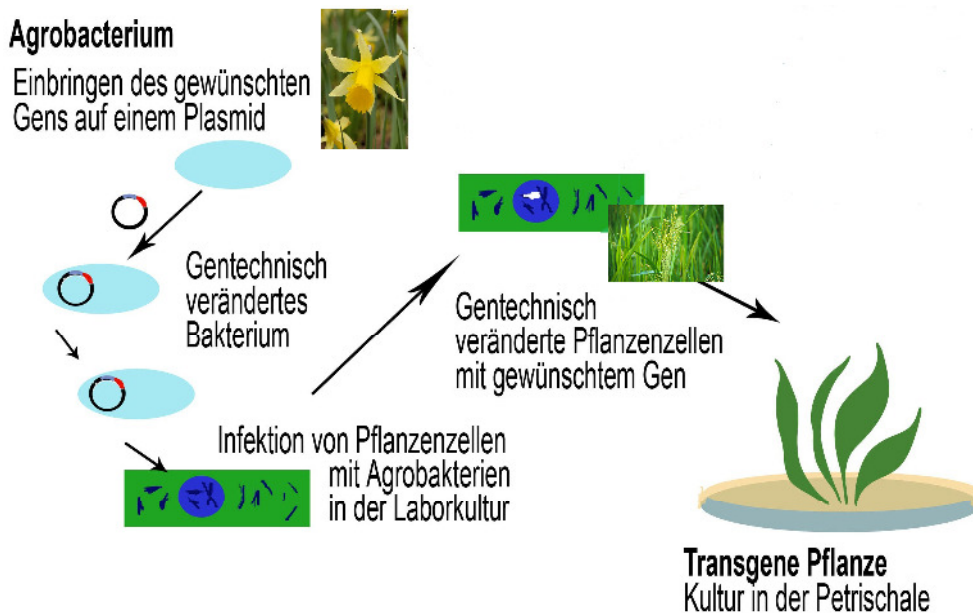 Agrobacterium
Einbringen des gewünschten
Gens auf einem Plasmid
Gentechnisch
verändertes
Bakterium
Infektion von Pflanzenzellen
mit Agrobakterien
in der Laborkultur
Gentechnisch
veränderte Pflanzenzellen
mit gewünschtem Gen
Transgene Pflanze
Kultur in der Petrischale